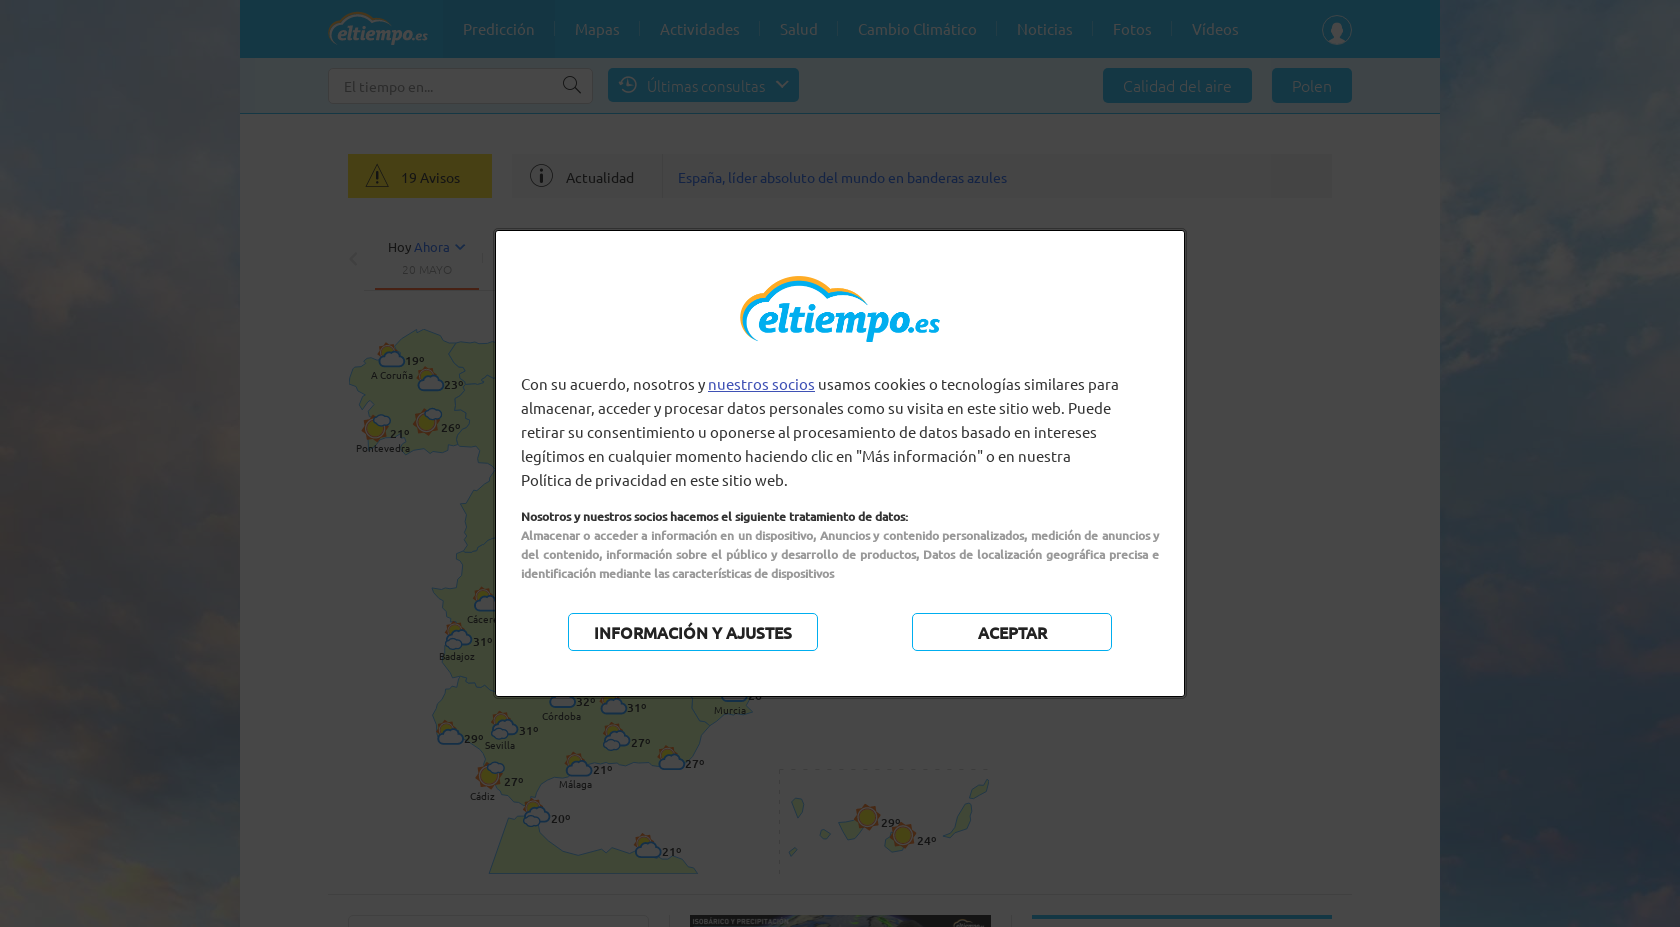 eltiempo.es
Predicción
Mapas
Actividades
Salud
Cambio Climático
Noticias
Fotos
Vídeos
El tiempo en...
Últimas consultas
Calidad del aire
Polen
19 Avisos
Actualidad
España, líder absoluto del mundo en banderas azules
Hoy Ahora
20 MAYO
eltiempo.es
Con su acuerdo, nosotros y nuestros socios usamos cookies o tecnologías similares para
almacenar, acceder y procesar datos personales como su visita en este sitio web. Puede
retirar su consentimiento u oponerse al procesamiento de datos basado en intereses
legítimos en cualquier momento haciendo clic en "Más información" o en nuestra
Política de privacidad en este sitio web.
Nosotros y nuestros socios hacemos el siguiente tratamiento de datos:
Almacenar o acceder a información en un dispositivo, Anuncios y contenido personalizados, medición de anuncios y
del contenido, información sobre el público y desarrollo de productos, Datos de localización geográfica precisa e
identificación mediante las características de dispositivos
INFORMACIÓN Y AJUSTES
ACEPTAR
19º
A Coruña
23º
21º
26º
Pontevedra
31º
Badajoz
32º
31º
Córdoba
Murcia
29º
31º
Sevilla
27º
27º
Cádiz
21º
Málaga
27º
20º
21º
29º
24º
ISOBÁRICO Y PRECIPITACIÓN